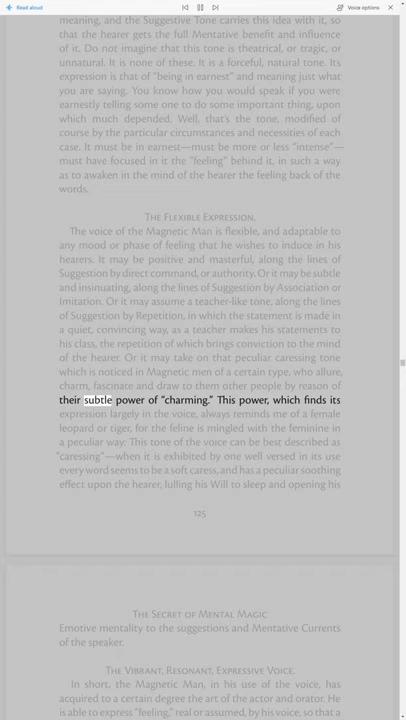 Read aloud
Voice options
meaning, and the Suggestive Tone carries this idea with it, so
that the hearer gets the full Mentative benefit and influence
of it. Do not imagine that this tone is theatrical, or tragic, or
unnatural. It is none of these. It is a forceful, natural tone. Its
expression is that of “being in earnest” and meaning just what
you are saying. You know how you would speak if you were
earnestly telling some one to do some important thing, upon
which much depended. Well, that's the tone, modified of
course by the particular circumstances and necessities of each
case. It must be in earnest—must be more or less “intense”—
must have focused in it the “feeling” behind it, in such a way
as to awaken in the mind of the hearer the feeling back of the
words.
The Flexible Expression.
The voice of the Magnetic Man is flexible, and adaptable to
any mood or phase of feeling that he wishes to induce in his
hearers. It may be positive and masterful, along the lines of
Suggestion by direct command, or authority. Or it may be subtle
and insinuating, along the lines of Suggestion by Association or
Imitation. Or it may assume a teacher-like tone, along the lines
of Suggestion by Repetition, in which the statement is made in
a quiet, convincing way, as a teacher makes his statements to
his class, the repetition of which brings conviction to the mind
of the hearer. Or it may take on that peculiar caressing tone
which is noticed in Magnetic men of a certain type, who allure,
charm, fascinate and draw to them other people by reason of
their subtle power of “charming.” This power, which finds its
expression largely in the voice, always reminds me of a female
leopard or tiger, for the feline is mingled with the feminine in
a peculiar way. This tone of the voice can be best described as
“caressing”—when it is exhibited by one well versed in its use
every word seems to be a soft caress, and has a peculiar soothing
effect upon the hearer, lulling his Will to sleep and opening his
125
The Secret of Mental Magic
Emotive mentality to the suggestions and Mentative Currents
of the speaker.
The Vibrant, Resonant, Expressive Voice.
In short, the Magnetic Man, in his use of the voice, has
acquired to a certain degree the art of the actor and orator. He
is able to express “feeling,” real or assumed, by his voice, so that a